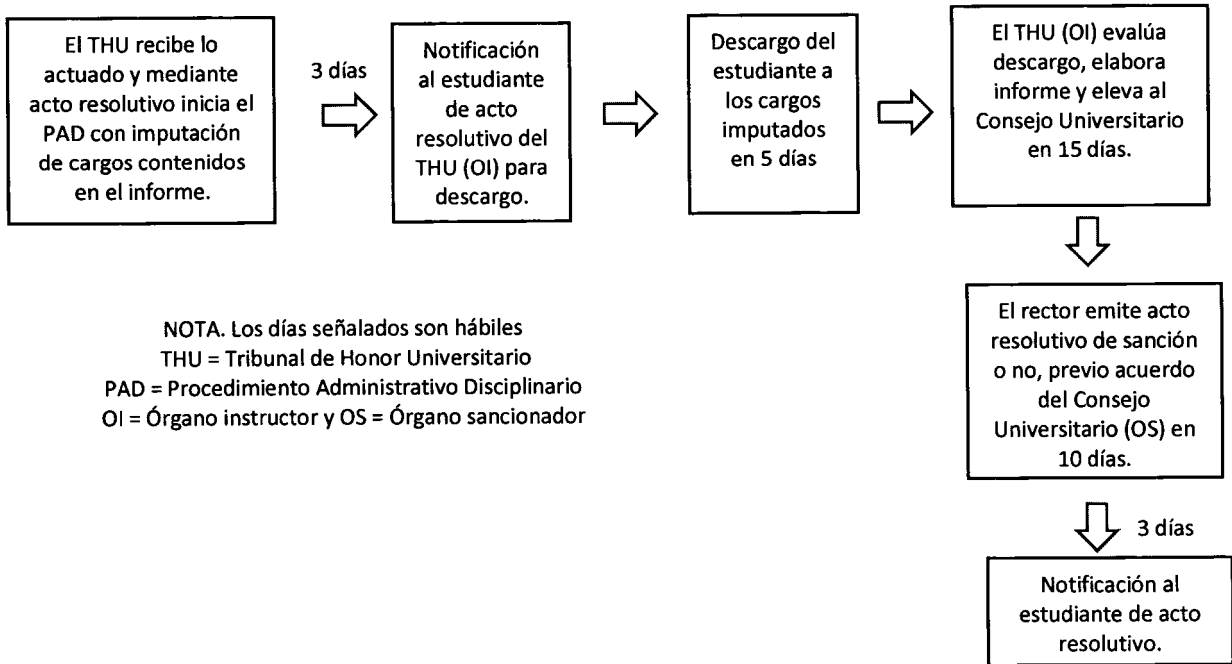 El THU recibe lo
actuado y mediante
acto resolutivo inicia el
PAD con imputación
de cargos contenidos
en el informe.
3 días
Notificación
al estudiante
de acto
resolutivo del
THU (OI) para
descargo.
Descargo del
estudiante a
los cargos
imputados
en 5 días
El THU (OI) evalúa
descargo, elabora
informe y eleva al
Consejo Universitario
en 15 días.
El rector emite acto
resolutivo de sanción
o no, previo acuerdo
del Consejo
Universitario (OS) en
10 días.
3 días
Notificación al
estudiante de acto
resolutivo.
NOTA. Los días señalados son hábiles
THU = Tribunal de Honor Universitario
PAD = Procedimiento Administrativo Disciplinario
OI = Órgano instructor y OS = Órgano sancionador